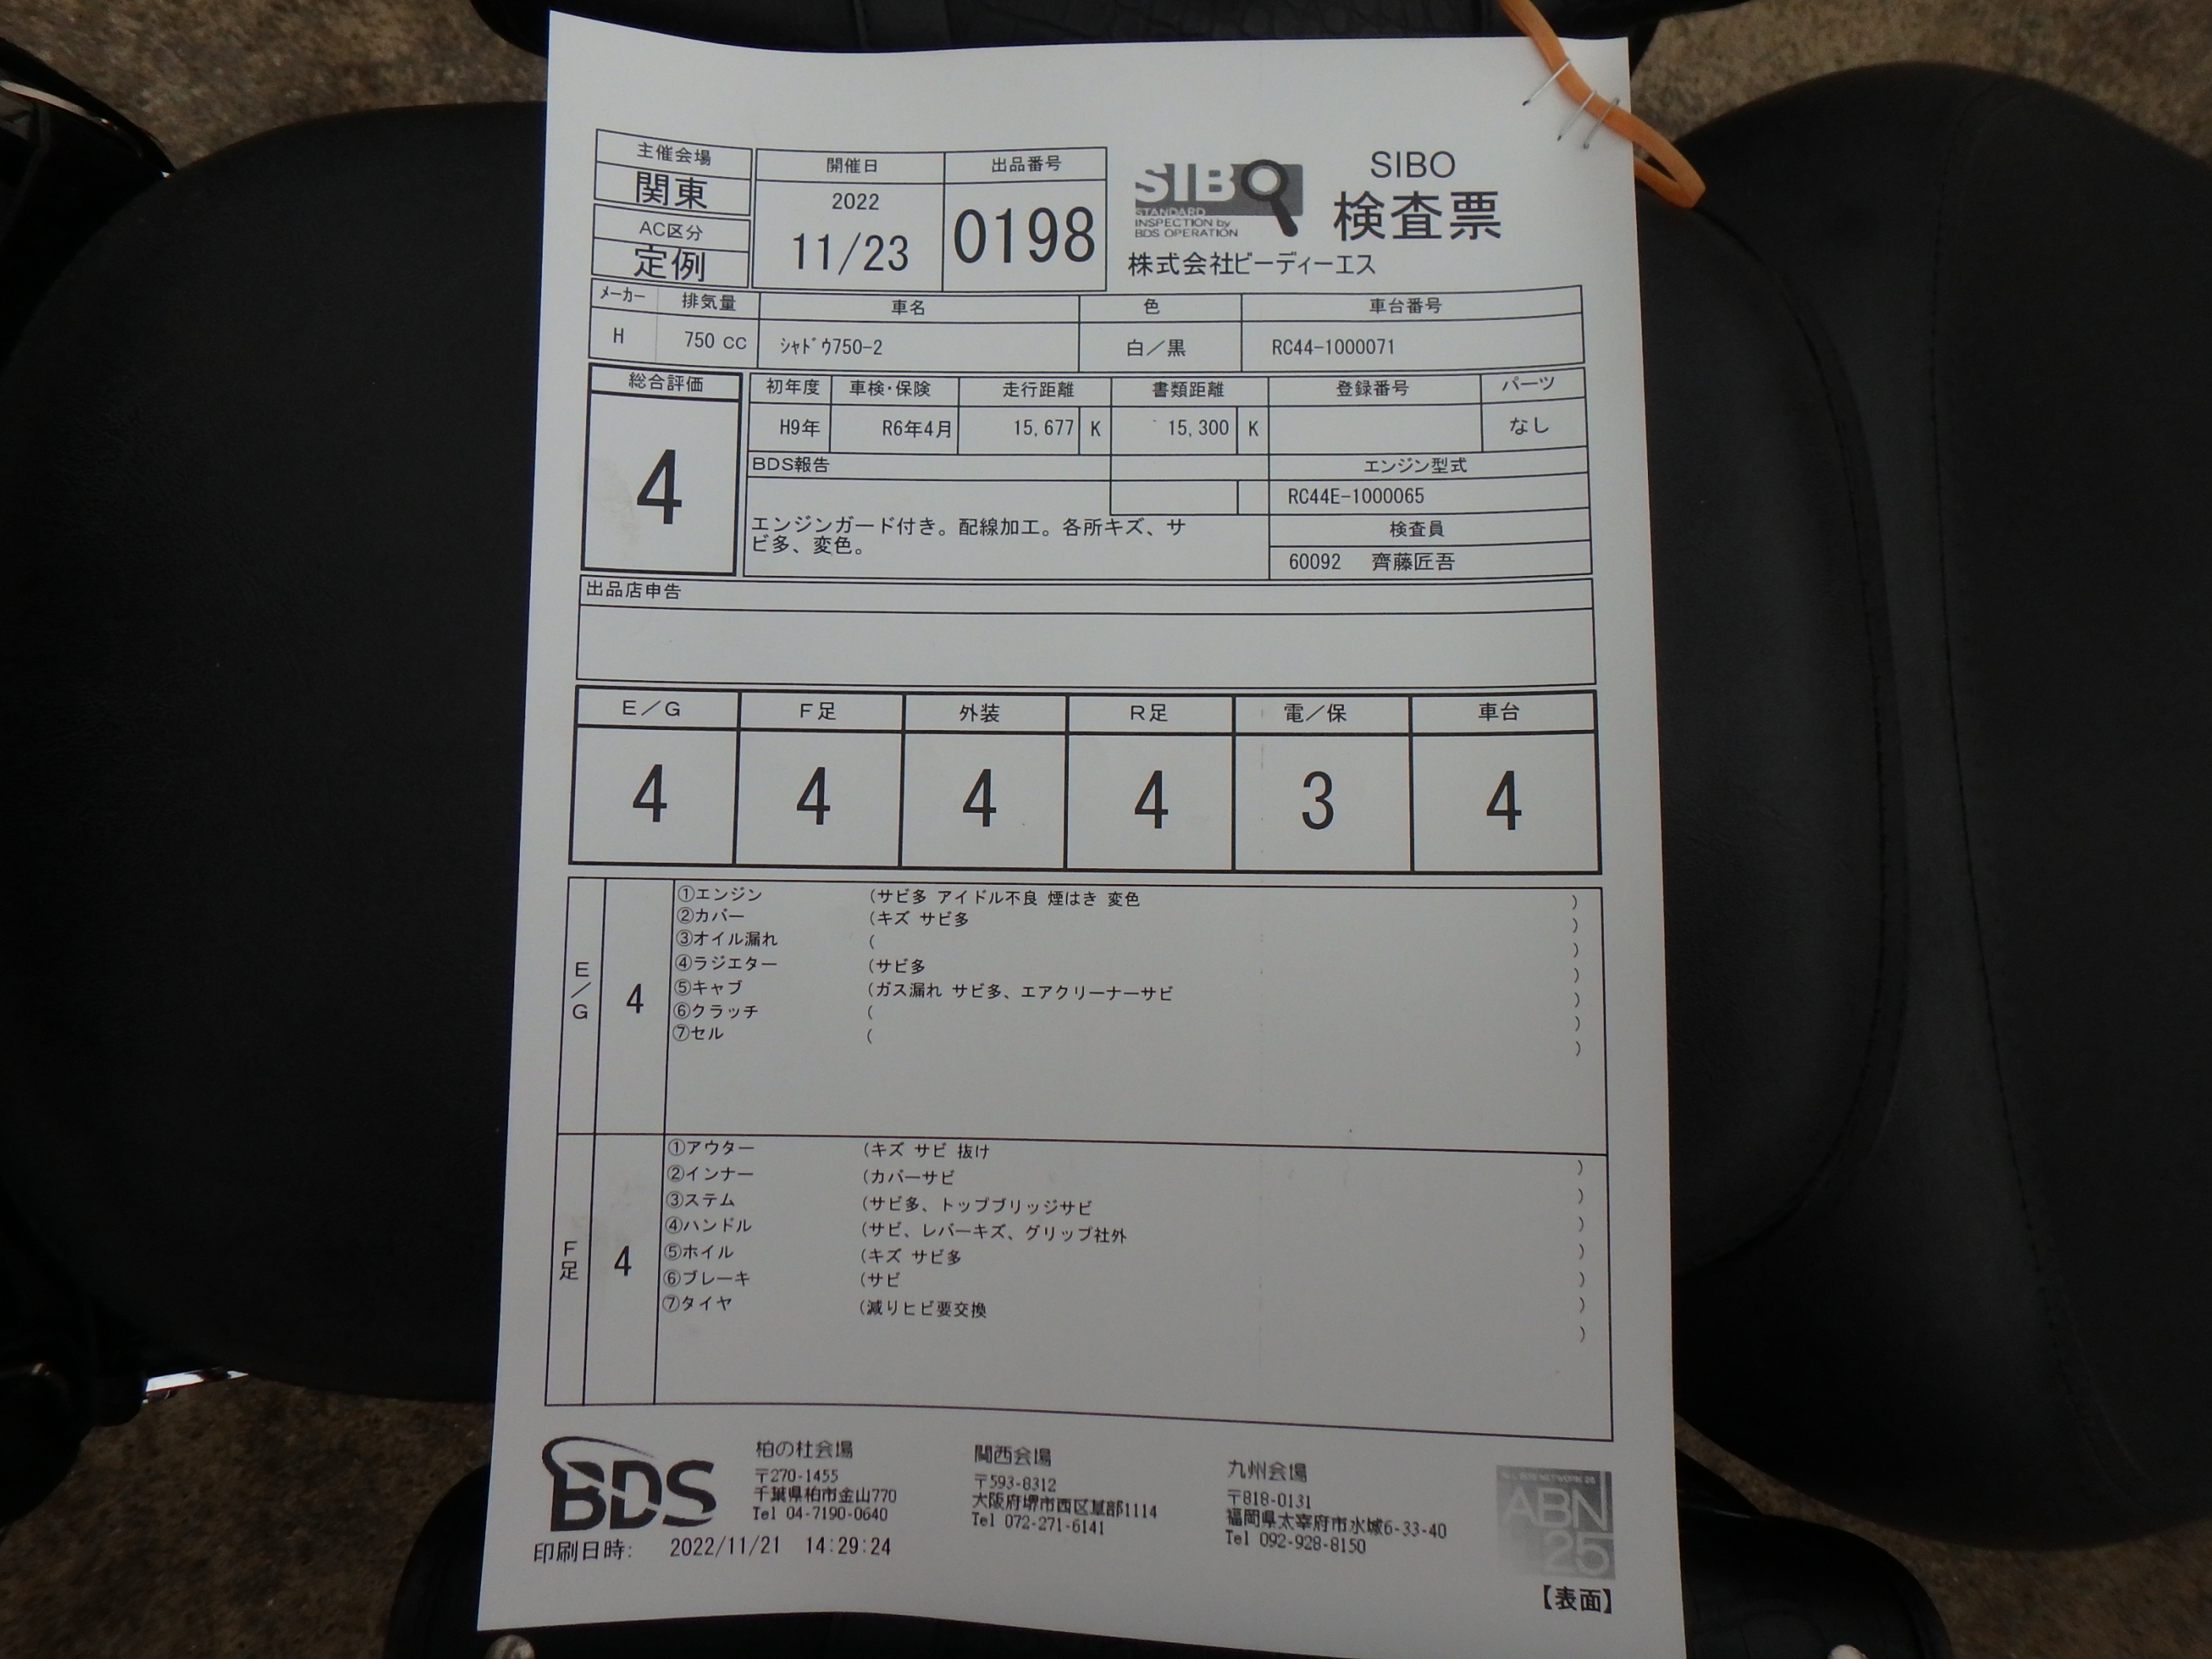 主催会場
関東
AC区分
定例
開催日
2022
11/23
出品番号
0198
SIBO
STANDARD
INSPECTION by
BDS OPERATION
SIBO
検査票
株式会社ビーディーエス
メーカー 排気量 車名 色 車台番号
H 750 cc ｼｬﾄﾞｳ750-2 白／黒 RC44-1000071
総合評価
4
初年度 車検・保険 走行距離 書類距離 登録番号 パーツ
H9年 R6年4月 15,677 K 15,300 K なし
BDS報告
エンジンガード付き。配線加工。各所キズ、サ
ビ多、変色。
エンジン型式
RC44E-1000065
検査員
60092 齊藤匠吾
出品店申告
E／G F足 外装 R足 電／保 車台
4 4 4 4 3 4
E／G
4
①エンジン (サビ多 アイドル不良 煙はき 変色 )
②カバー (キズ サビ多 )
③オイル漏れ ( )
④ラジエター (サビ多 )
⑤キャブ (ガス漏れ サビ多、エアクリーナーサビ )
⑥クラッチ ( )
⑦セル ( )
F足
4
①アウター (キズ サビ 抜け )
②インナー (カバーサビ )
③ステム (サビ多、トップブリッジサビ )
④ハンドル (サビ、レバーキズ、グリップ社外 )
⑤ホイル (キズ サビ多 )
⑥ブレーキ (サビ )
⑦タイヤ (減りヒビ要交換 )
BDS
柏の杜会場
〒270-1455
千葉県柏市金山770
Tel 04-7190-0640
関西会場
〒593-8312
大阪府堺市西区草部1114
Tel 072-271-6141
九州会場
〒818-0131
福岡県太宰府市水城6-33-40
Tel 092-928-8150
ABN
25
印刷日時: 2022/11/21 14:29:24
【表面】